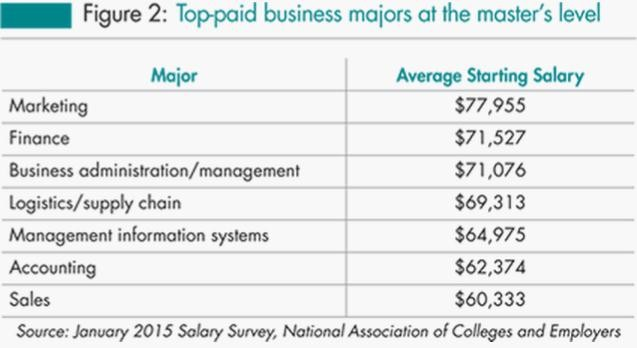 Figure 2: Top-paid business majors at the master's level
Major Average Starting Salary
Marketing $77,955
Finance $71,527
Business administration/management $71,076
Logistics/supply chain $69,313
Management information systems $64,975
Accounting $62,374
Sales $60,333
Source: January 2015 Salary Survey, National Association of Colleges and Employers